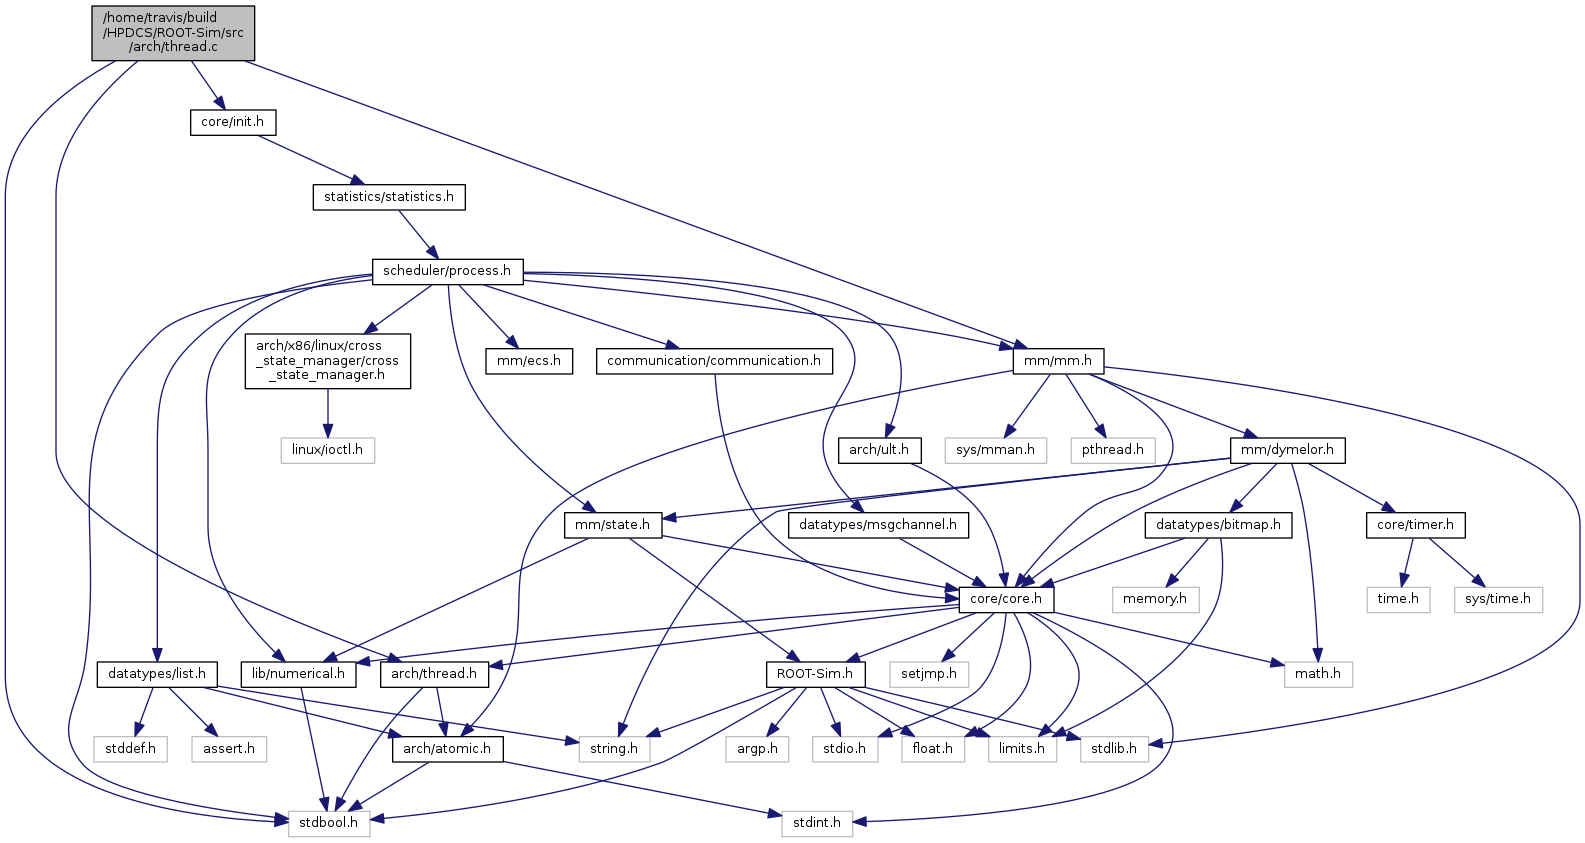 /home/travis/build
/HPDCS/ROOT-Sim/src
/arch/thread.c
core/init.h
statistics/statistics.h
scheduler/process.h
arch/x86/linux/cross
_state_manager/cross
_state_manager.h
mm/ecs.h
communication/communication.h
mm/mm.h
linux/ioctl.h
arch/ult.h
sys/mman.h
pthread.h
mm/dymelor.h
mm/state.h
datatypes/msgchannel.h
datatypes/bitmap.h
core/timer.h
core/core.h
memory.h
time.h
sys/time.h
datatypes/list.h
lib/numerical.h
arch/thread.h
ROOT-Sim.h
setjmp.h
math.h
stddef.h
assert.h
arch/atomic.h
string.h
argp.h
stdio.h
float.h
limits.h
stdlib.h
stdbool.h
stdint.h